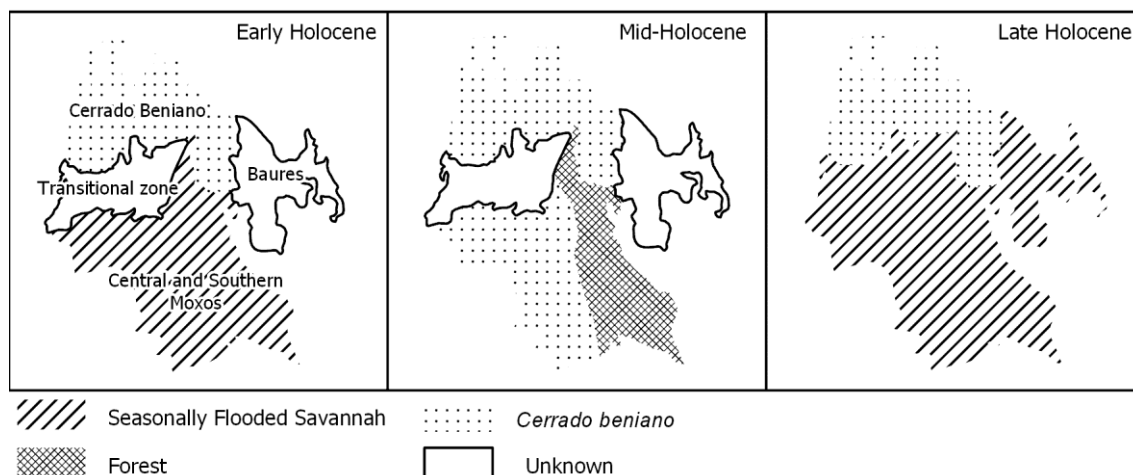 Early Holocene
Cerrado Beniano
Transitional zone
Baures
Central and Southern
Moxos
Mid-Holocene
Late Holocene
Seasonally Flooded Savannah
Cerrado beniano
Forest
Unknown